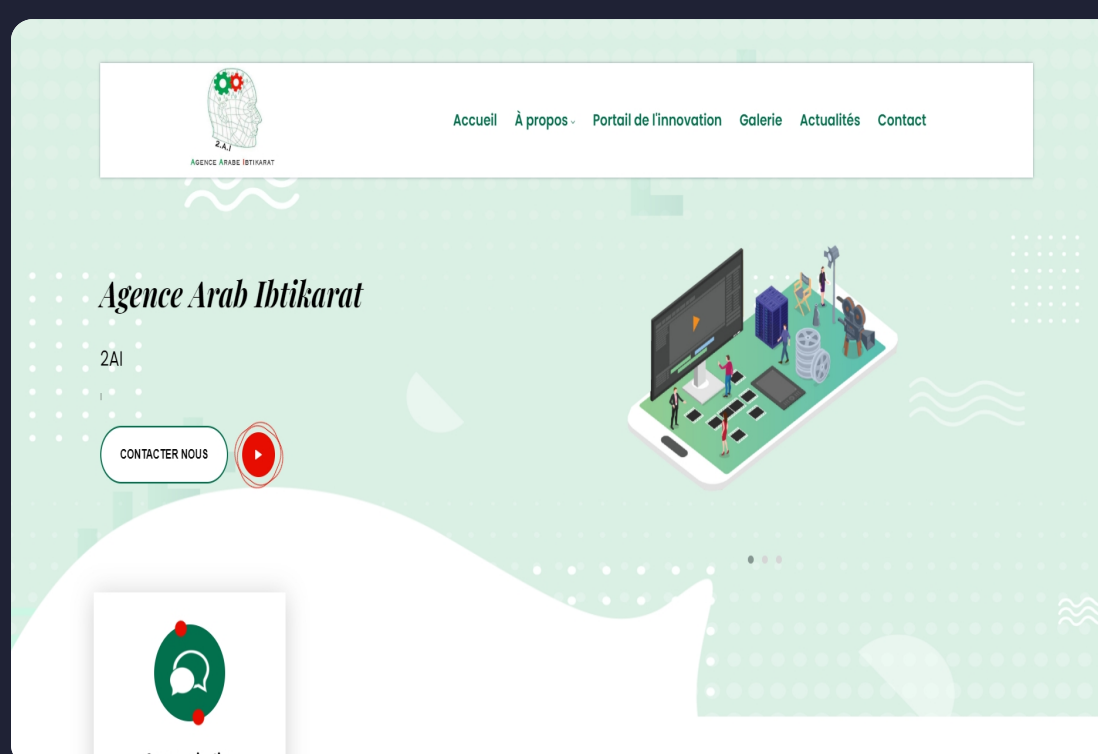 2.A.I
AGENCE ARABE IBTIKARAT
Accueil À propos Portail de l'innovation Galerie Actualités Contact
Agence Arab Ibtikarat
2AI
CONTACTER NOUS